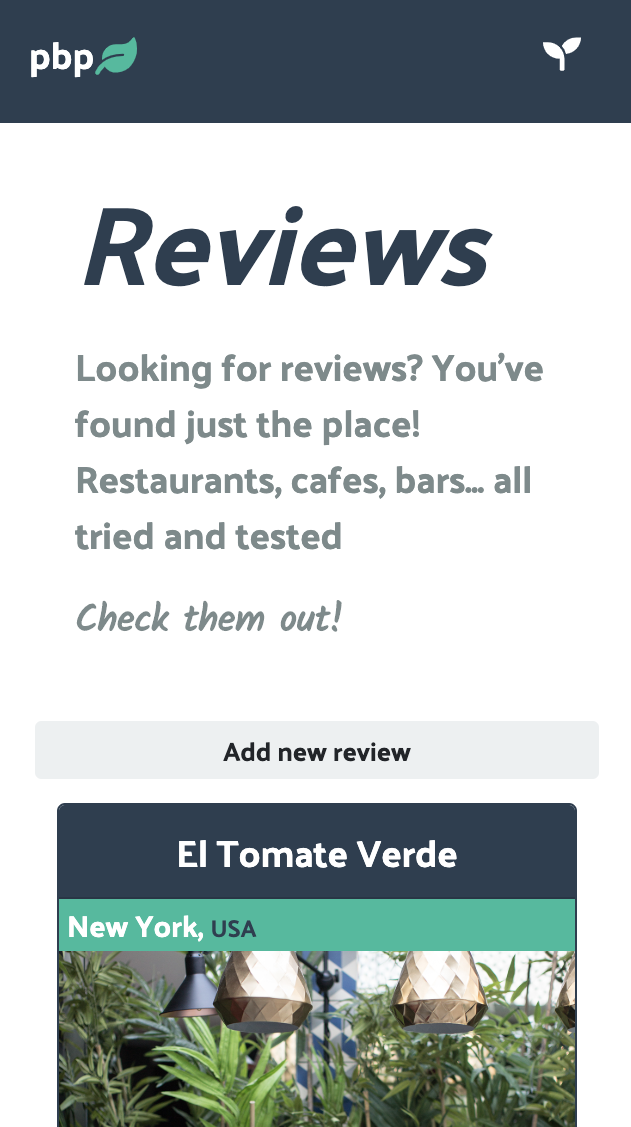 pbp
Reviews
Looking for reviews? You’ve
found just the place!
Restaurants, cafes, bars... all
tried and tested
Check them out!
Add new review
El Tomate Verde
New York, USA